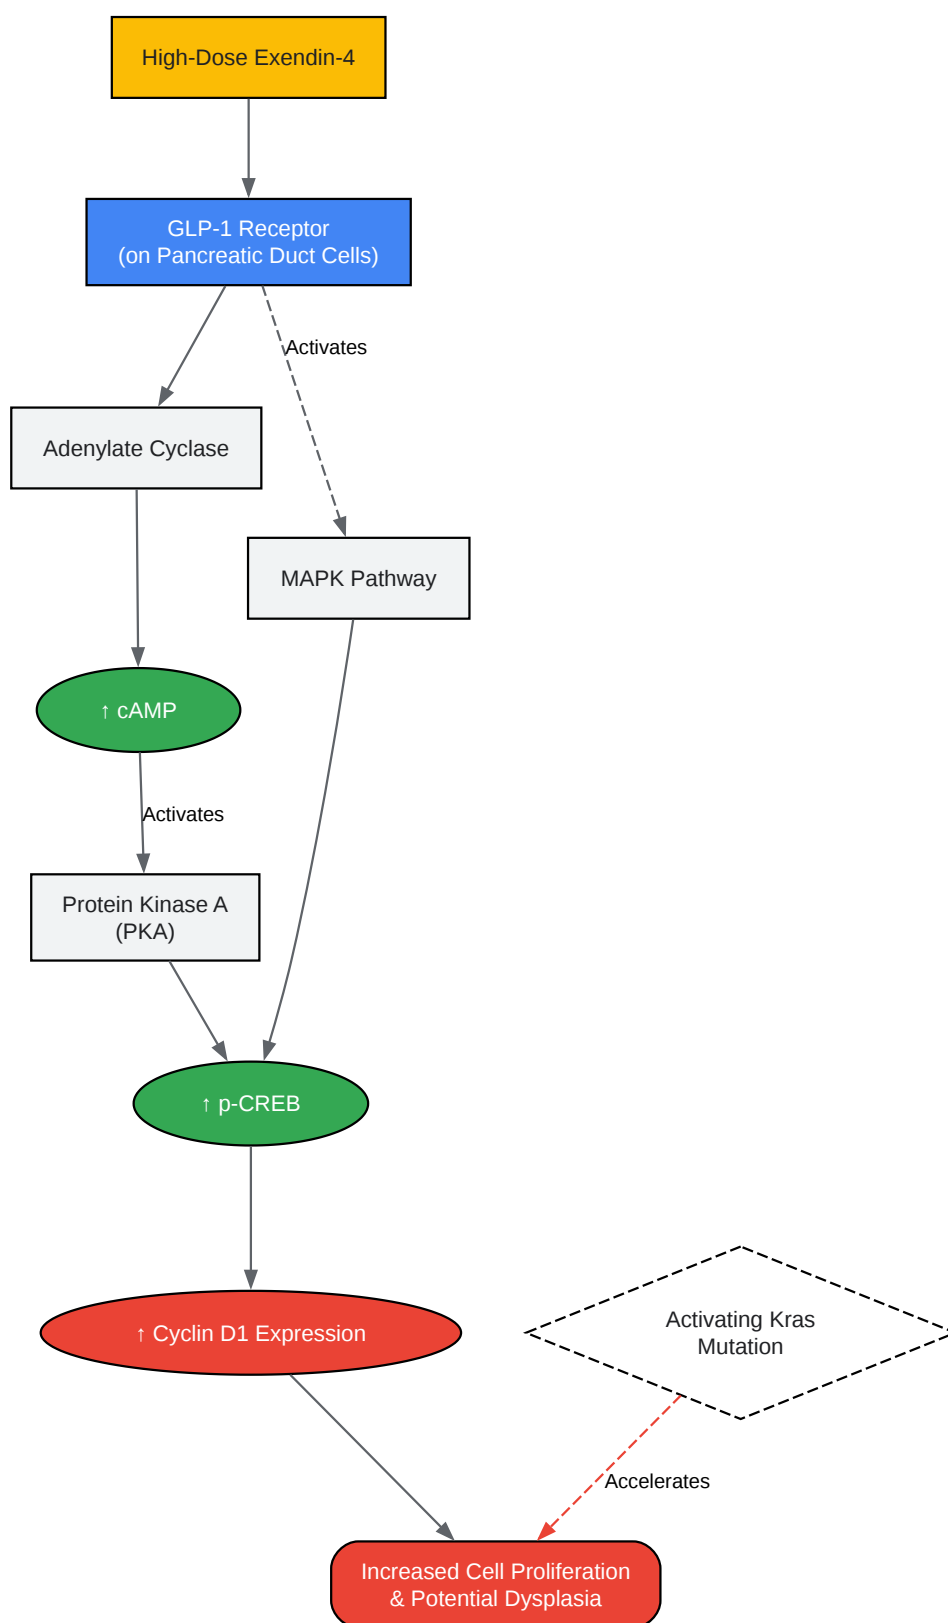 High-Dose Exendin-4
GLP-1 Receptor
(on Pancreatic Duct Cells)
Activates
Adenylate Cyclase
MAPK Pathway
↑ cAMP
Activates
Protein Kinase A
(PKA)
↑ p-CREB
↑ Cyclin D1 Expression
Activating Kras
Mutation
Accelerates
Increased Cell Proliferation
& Potential Dysplasia